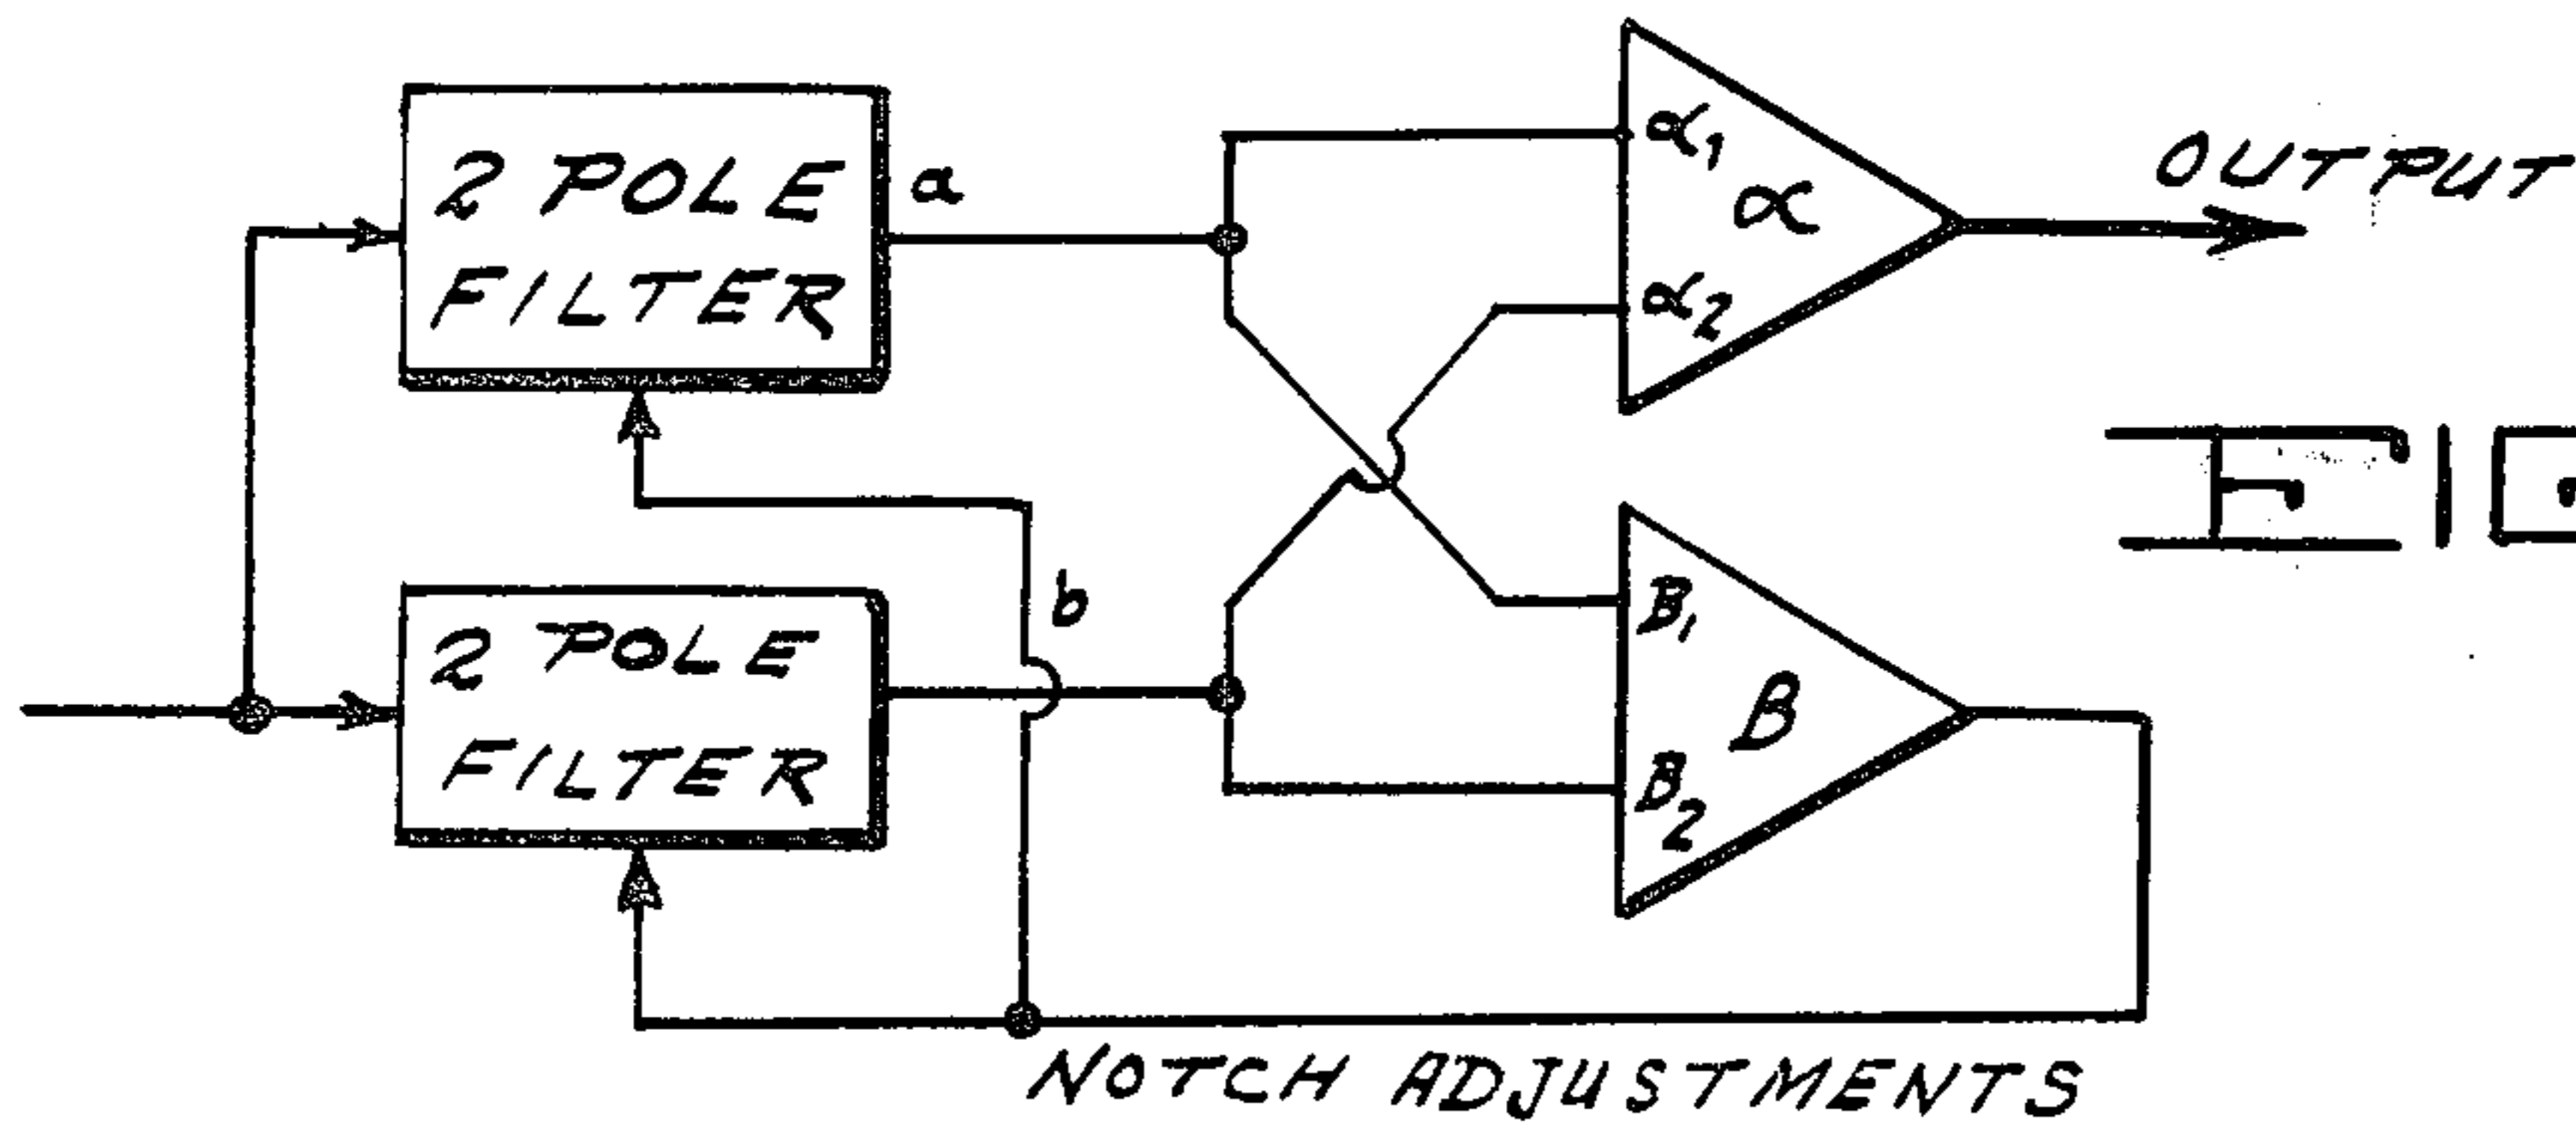 2 POLE
FILTER
a
α1
α
α2
OUTPUT
b
2 POLE
FILTER
B1
B
B2
NOTCH ADJUSTMENTS